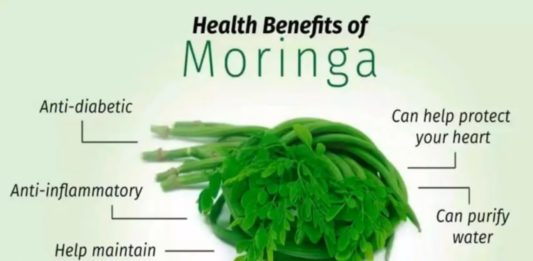 Health Benefits of
Moringa
Anti-diabetic
Can help protect
your heart
Anti-inflammatory
Can purify
water
Help maintain